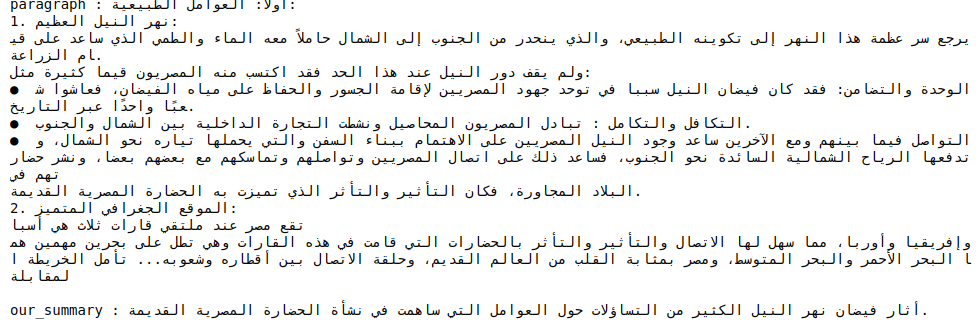 paragraph : أولا: العوامل الطبيعية:
1. نهر النيل العظيم:
يرجع سر عظمة هذا النهر إلى تكوينه الطبيعي، والذي ينحدر من الجنوب إلى الشمال حاملاً معه الماء والطمي الذي ساعد على قي
ام الزراعة.
ولم يقف دور النيل عند هذا الحد فقد اكتسب منه المصريون قيما كثيرة مثل:
● الوحدة والتضامن: فقد كان فيضان النيل سببا في توحد جهود المصريين لإقامة الجسور والحفاظ على مياه الفيضان، فعاشوا ش
عبًا واحدًا عبر التاريخ.
● التكافل والتكامل : تبادل المصريون المحاصيل ونشطت التجارة الداخلية بين الشمال والجنوب.
● التواصل فيما بينهم ومع الآخرين ساعد وجود النيل المصريين على الاهتمام ببناء السفن والتي يحملها تياره نحو الشمال، و
تدفعها الرياح الشمالية السائدة نحو الجنوب، فساعد ذلك على اتصال المصريين وتواصلهم وتماسكهم مع بعضهم بعضا، ونشر حضار
تهم في
البلاد المجاورة، فكان التأثير والتأثر الذي تميزت به الحضارة المصرية القديمة.
2. الموقع الجغرافي المتميز:
تقع مصر عند ملتقي قارات ثلاث هي أسيا
وإفريقيا وأوربا، مما سهل لها الاتصال والتأثير والتأثر بالحضارات التي قامت في هذه القارات وهي تطل على بحرين مهمين هم
ا البحر الأحمر والبحر المتوسط، ومصر بمثابة القلب من العالم القديم، وحلقة الاتصال بين أقطاره وشعوبه... تأمل الخريطة ا
لمقابلة
our_summary : أثار فيضان نهر النيل الكثير من التساؤلات حول العوامل التي ساهمت في نشأة الحضارة المصرية القديمة.